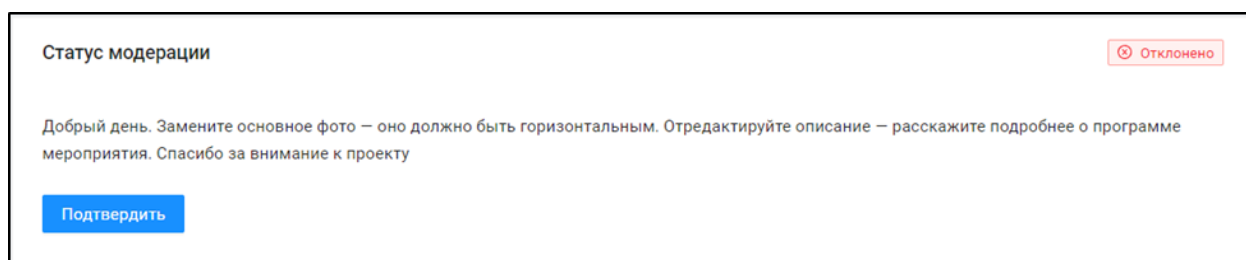 Статус модерации
Отклонено
Добрый день. Замените основное фото — оно должно быть горизонтальным. Отредактируйте описание — расскажите подробнее о программе
мероприятия. Спасибо за внимание к проекту
Подтвердить